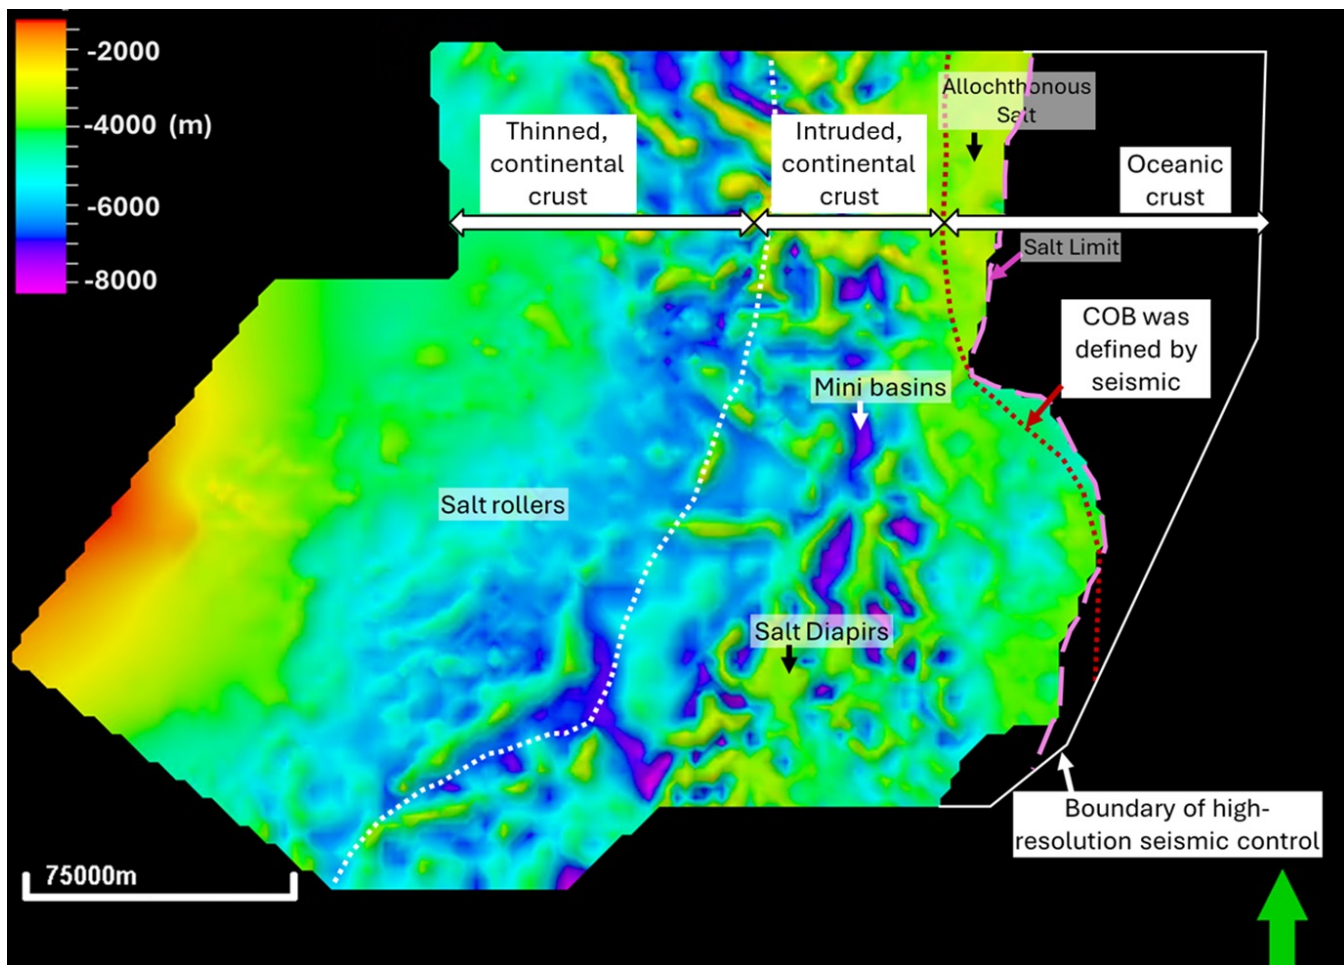 -2000
-4000 (m)
-6000
-8000
Allochthonous
Salt
Thinned,
continental
crust
Intruded,
continental
crust
Oceanic
crust
Salt Limit
COB was
defined by
seismic
Mini basins
Salt rollers
Salt Diapirs
Boundary of high-
resolution seismic control
75000m